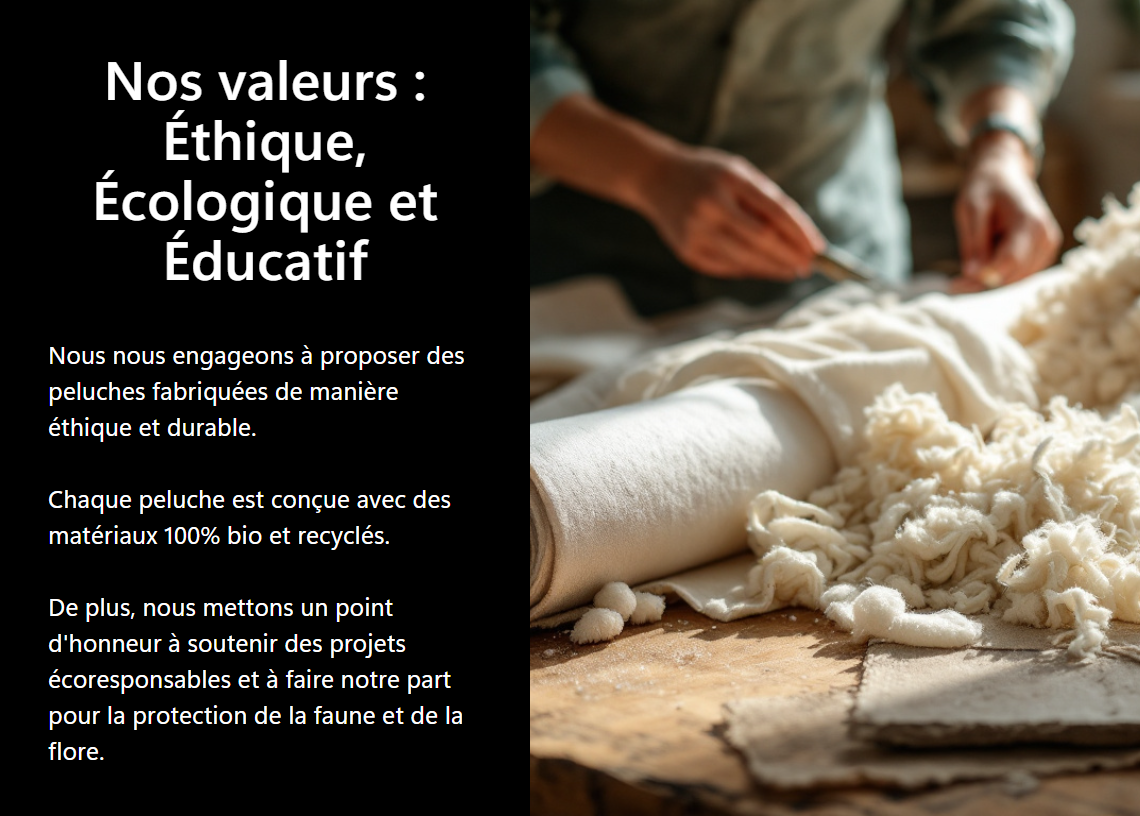 Nos valeurs :
Éthique,
Écologique et
Éducatif
Nous nous engageons à proposer des
peluches fabriquées de manière
éthique et durable.
Chaque peluche est conçue avec des
matériaux 100% bio et recyclés.
De plus, nous mettons un point
d'honneur à soutenir des projets
écoresponsables et à faire notre part
pour la protection de la faune et de la
flore.